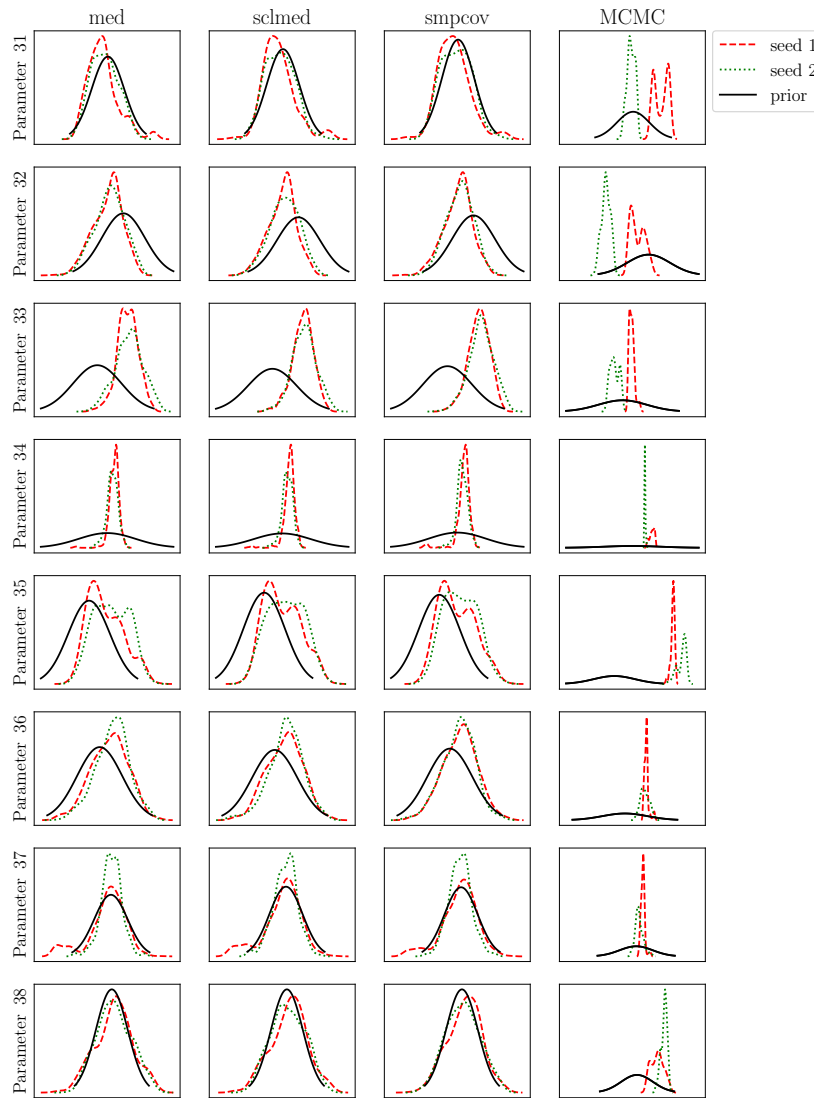 med sclmed smpcov MCMC
seed 1
seed 2
prior
Parameter 31
Parameter 32
Parameter 33
Parameter 34
Parameter 35
Parameter 36
Parameter 37
Parameter 38